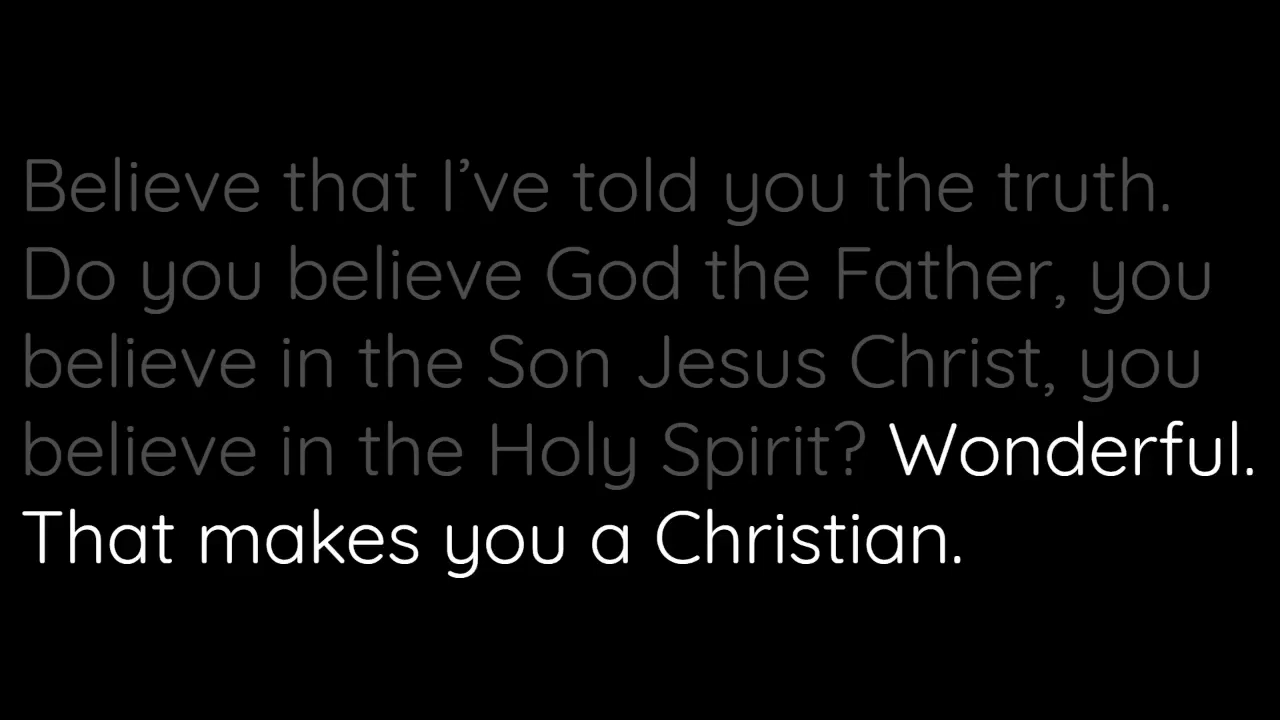 Believe that I’ve told you the truth.
Do you believe God the Father, you
believe in the Son Jesus Christ, you
believe in the Holy Spirit? Wonderful.
That makes you a Christian.